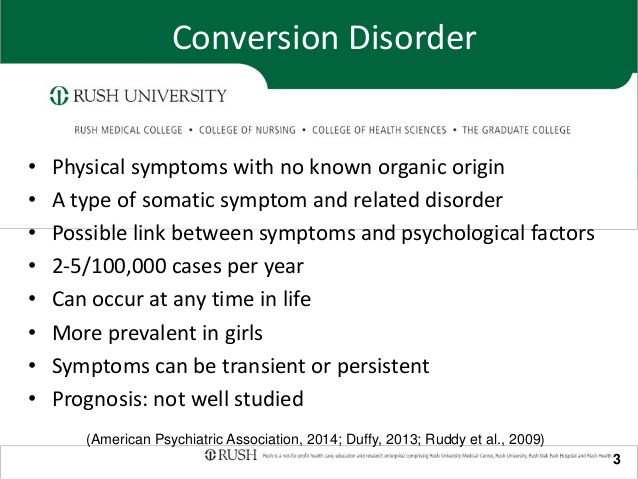 Conversion Disorder
RUSH UNIVERSITY
RUSH MEDICAL COLLEGE • COLLEGE OF NURSING • COLLEGE OF HEALTH SCIENCES • THE GRADUATE COLLEGE
• Physical symptoms with no known organic origin
• A type of somatic symptom and related disorder
• Possible link between symptoms and psychological factors
• 2-5/100,000 cases per year
• Can occur at any time in life
• More prevalent in girls
• Symptoms can be transient or persistent
• Prognosis: not well studied
(American Psychiatric Association, 2014; Duffy, 2013; Ruddy et al., 2009)
RUSH Rush is a not-for-profit health care, education and research enterprise comprising Rush University Medical Center, Rush University, Rush Oak Park Hospital and Rush Health
3